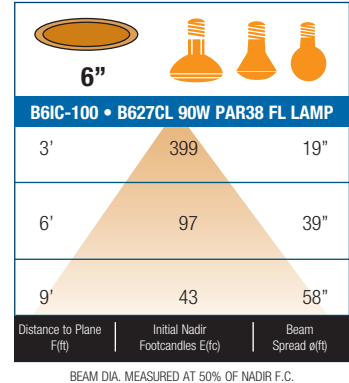 6”
B6IC-100 • B627CL 90W PAR38 FL LAMP
3’ 399 19”
6’ 97 39”
9’ 43 58”
Distance to Plane Initial Nadir Beam
F(ft) Footcandles E(fc) Spread ø(ft)
BEAM DIA. MEASURED AT 50% OF NADIR F.C.